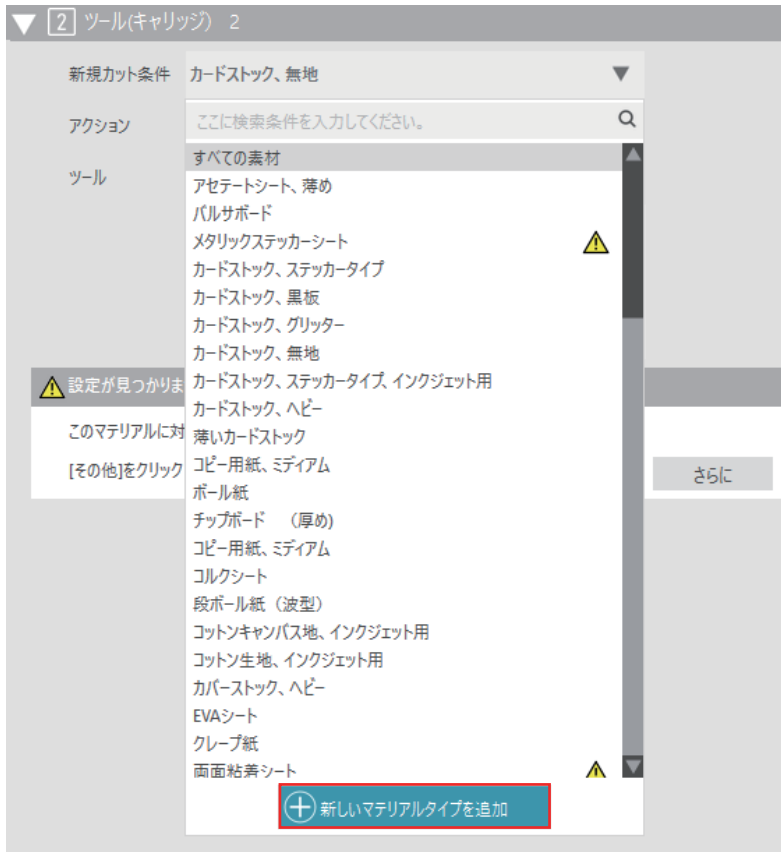 2 ツール(キャリッジ) 2
新規カット条件 カードストック、無地
アクション ここに検索条件を入力してください。
ツール
すべての素材
アセテートシート、薄め
バルサボード
メタリックステッカーシート
カードストック、ステッカータイプ
カードストック、黒板
カードストック、グリッター
カードストック、無地
カードストック、ステッカータイプ、インクジェット用
カードストック、ヘビー
薄いカードストック
コピー用紙、ミディアム
ボール紙
チップボード　(厚め)
コピー用紙、ミディアム
コルクシート
段ボール紙（波型）
コットンキャンバス地、インクジェット用
コットン生地、インクジェット用
カバーストック、ヘビー
EVAシート
クレープ紙
両面粘着シート
新しいマテリアルタイプを追加
設定が見つかりま
このマテリアルに対
[その他]をクリック
さらに